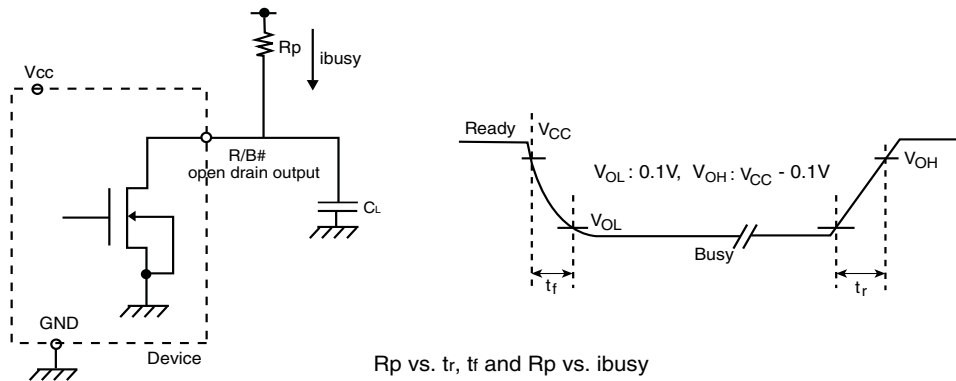 Rp
ibusy
Vcc
R/B#
open drain output
CL
GND
Device
Ready
VCC
VOL : 0.1V, VOH : VCC - 0.1V
VOH
VOL
Busy
tf
tr
Rp vs. tr, tf and Rp vs. ibusy